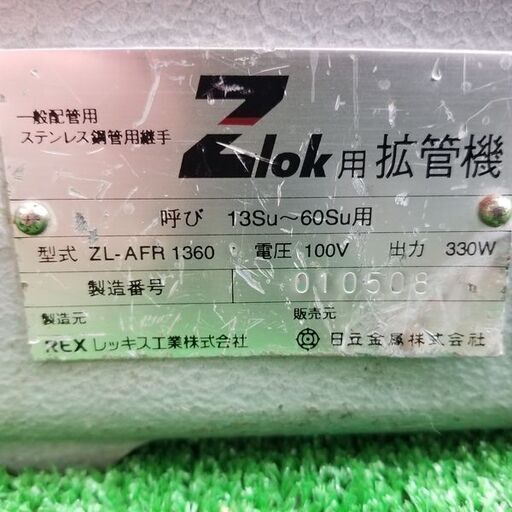 一般配管用
ステンレス鋼管用継手
Zlok用拡管機
呼び 13Su～60Su用
型式 ZL-AFR 1360 電圧 100V 出力 330W
製造番号 010508
製造元 販売元
REX レッキス工業株式会社 日立金属株式会社